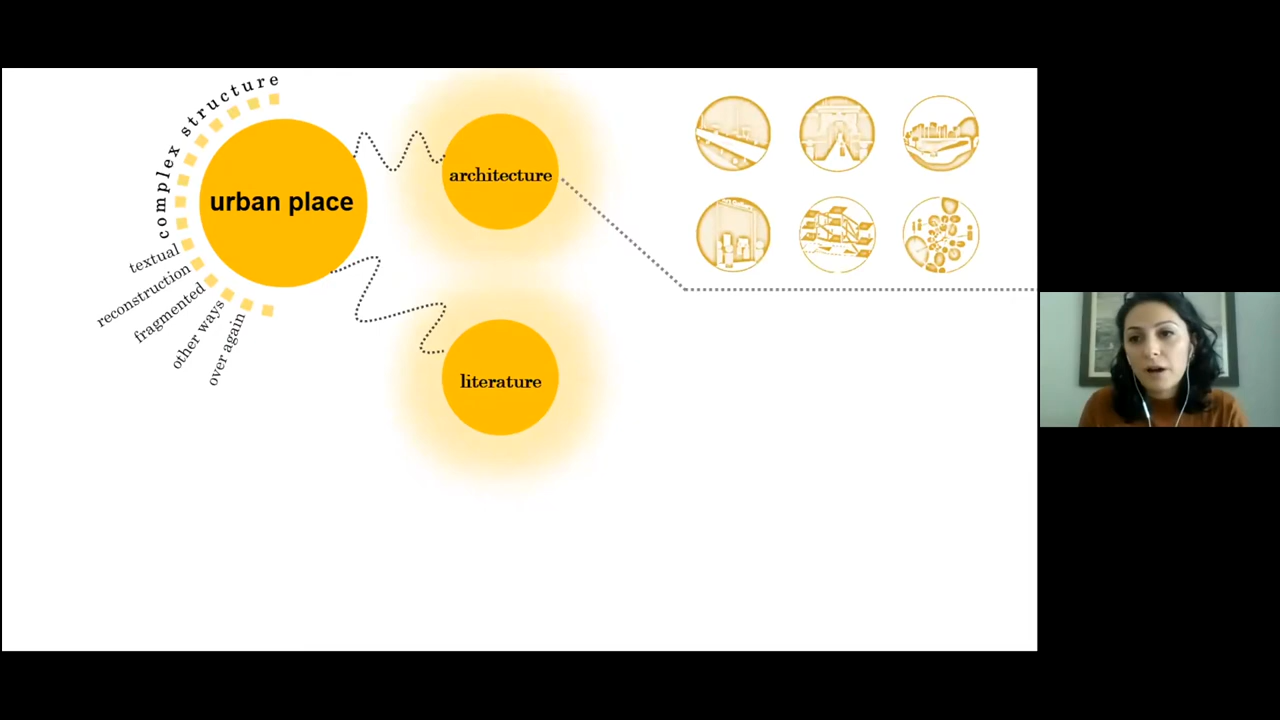 complex structure
urban place
textual
reconstruction
fragmented
other ways
over again
architecture
literature